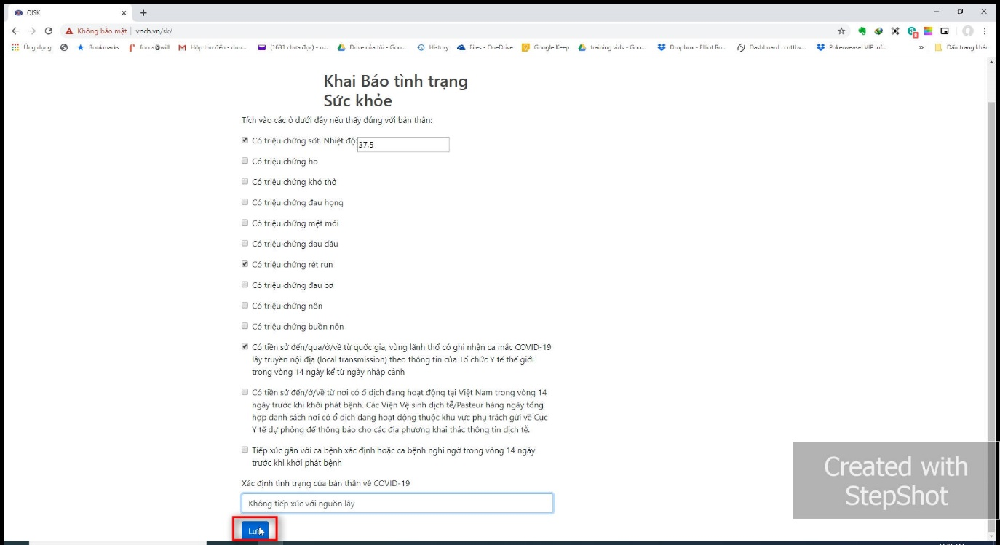 QISK
Không bảo mật
vnch.vn/sk/
Ứng dụng
Bookmarks
focus@will
Hộp thư đến - dun...
(1631 chưa đọc) - o...
Drive của tôi - Goo...
History
Files - OneDrive
Google Keep
training vids - Goo...
Dropbox - Elliot Ro...
Dashboard : cnttbv...
Pokerweasel VIP inf...
»
Dấu trang khác
Khai Báo tình trạng
Sức khỏe
Tích vào các ô dưới đây nếu thấy đúng với bản thân:
Có triệu chứng sốt. Nhiệt độ: 37,5
Có triệu chứng ho
Có triệu chứng khó thở
Có triệu chứng đau họng
Có triệu chứng mệt mỏi
Có triệu chứng đau đầu
Có triệu chứng rét run
Có triệu chứng đau cơ
Có triệu chứng nôn
Có triệu chứng buồn nôn
Có tiền sử đến/qua/ở/về từ quốc gia, vùng lãnh thổ có ghi nhận ca mắc COVID-19
lây truyền nội địa (local transmission) theo thông tin của Tổ chức Y tế thế giới
trong vòng 14 ngày kể từ ngày nhập cảnh
Có tiền sử đến/ở/về từ nơi có ổ dịch đang hoạt động tại Việt Nam trong vòng 14
ngày trước khi khởi phát bệnh. Các Viện Vệ sinh dịch tễ/Pasteur hàng ngày tổng
hợp danh sách nơi có ổ dịch đang hoạt động thuộc khu vực phụ trách gửi về Cục
Y tế dự phòng để thông báo cho các địa phương khai thác thông tin dịch tễ.
Tiếp xúc gần với ca bệnh xác định hoặc ca bệnh nghi ngờ trong vòng 14 ngày
trước khi khởi phát bệnh
Xác định tình trạng của bản thân về COVID-19
Không tiếp xúc với nguồn lây
Lưu
Created with
StepShot